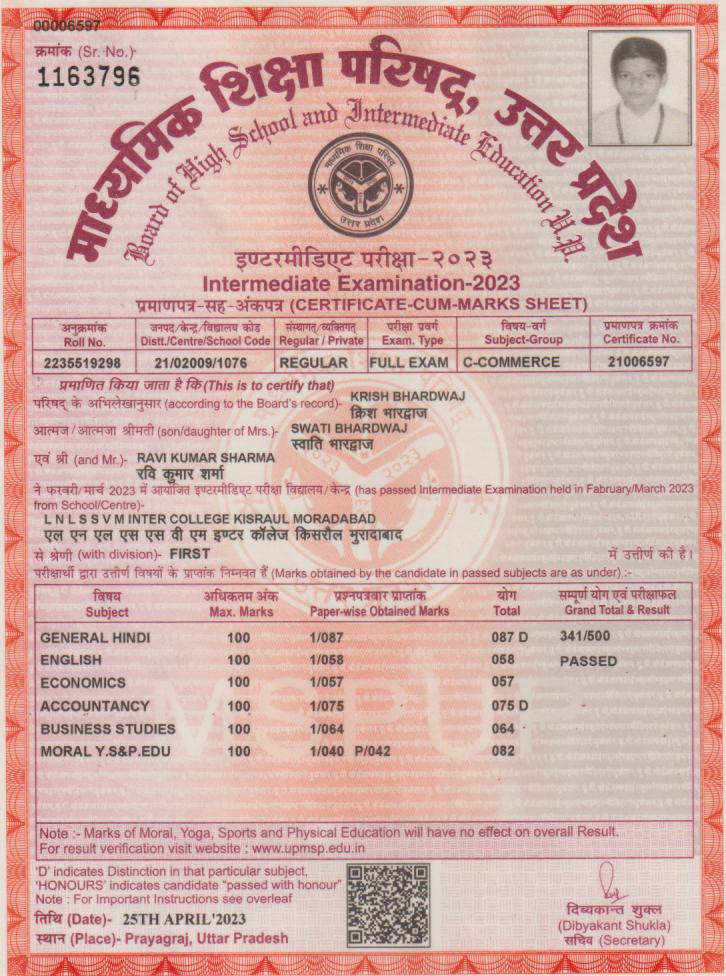 00006597
क्रमांक (Sr. No.)-
1163796
माध्यमिक शिक्षा परिषद्, उत्तर प्रदेश
Board of High School and Intermediate Education U.P.
माध्यमिक शिक्षा परिषद
उत्तर प्रदेश
इण्टरमीडिएट परीक्षा-२०२३
Intermediate Examination-2023
प्रमाणपत्र-सह-अंकपत्र (CERTIFICATE-CUM-MARKS SHEET)
अनुक्रमांक जनपद/केन्द्र/विद्यालय कोड संस्थागत/व्यक्तिगत परीक्षा प्रवर्ग विषय-वर्ग प्रमाणपत्र क्रमांक
Roll No. Distt./Centre/School Code Regular / Private Exam. Type Subject-Group Certificate No.
2235519298 21/02009/1076 REGULAR FULL EXAM C-COMMERCE 21006597
प्रमाणित किया जाता है कि (This is to certify that)
परिषद् के अभिलेखानुसार (according to the Board's record)- KRISH BHARDWAJ
क्रिश भारद्वाज
आत्मज/आत्मजा श्रीमती (son/daughter of Mrs.)- SWATI BHARDWAJ
स्वाति भारद्वाज
एवं श्री (and Mr.)- RAVI KUMAR SHARMA
रवि कुमार शर्मा
ने फरवरी/मार्च 2023 में आयोजित इण्टरमीडिएट परीक्षा विद्यालय/केन्द्र (has passed Intermediate Examination held in Fabruary/March 2023
from School/Centre)-
L N L S S V M INTER COLLEGE KISRAUL MORADABAD
एल एन एल एस एस वी एम इण्टर कॉलेज किसरौल मुरादाबाद
से श्रेणी (with division)- FIRST में उत्तीर्ण की है।
परीक्षार्थी द्वारा उत्तीर्ण विषयों के प्राप्तांक निम्नवत हैं (Marks obtained by the candidate in passed subjects are as under) :-
विषय अधिकतम अंक प्रश्नपत्रवार प्राप्तांक योग सम्पूर्ण योग एवं परीक्षाफल
Subject Max. Marks Paper-wise Obtained Marks Total Grand Total & Result
GENERAL HINDI 100 1/087 087 D 341/500
ENGLISH 100 1/058 058 PASSED
ECONOMICS 100 1/057 057
ACCOUNTANCY 100 1/075 075 D
BUSINESS STUDIES 100 1/064 064
MORAL Y.S&P.EDU 100 1/040 P/042 082
MSPUP
Note :- Marks of Moral, Yoga, Sports and Physical Education will have no effect on overall Result.
For result verification visit website : www.upmsp.edu.in
'D' indicates Distinction in that particular subject,
'HONOURS' indicates candidate "passed with honour"
Note : For Important Instructions see overleaf
तिथि (Date)- 25TH APRIL'2023
स्थान (Place)- Prayagraj, Uttar Pradesh
दिब्यकान्त शुक्ल
(Dibyakant Shukla)
सचिव (Secretary)